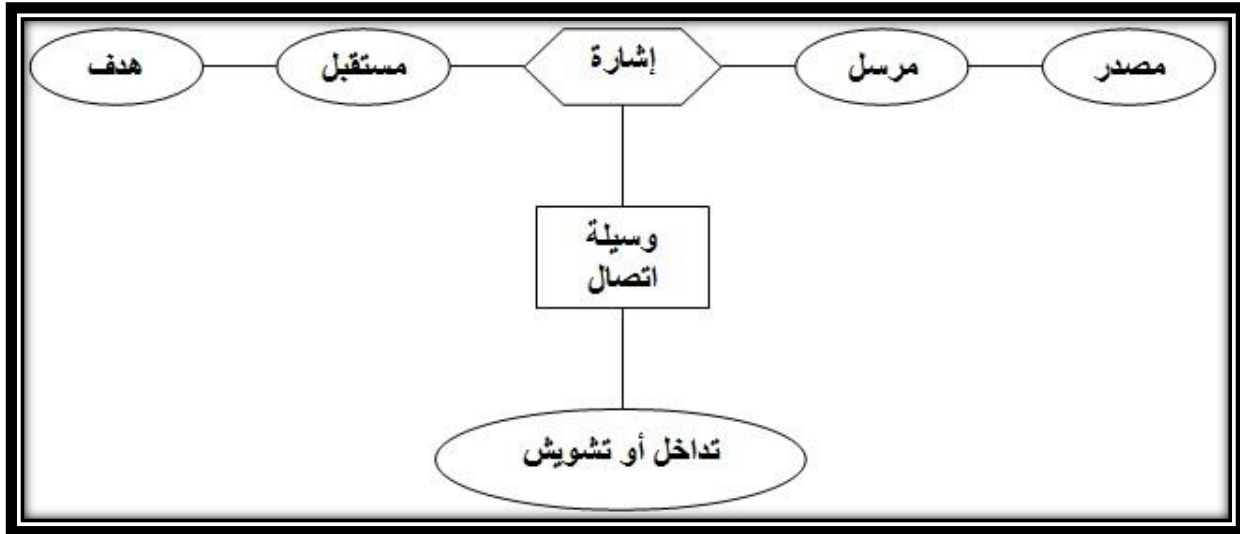 مصدر
مرسل
إشارة
مستقبل
هدف
وسيلة
اتصال
تداخل أو تشويش